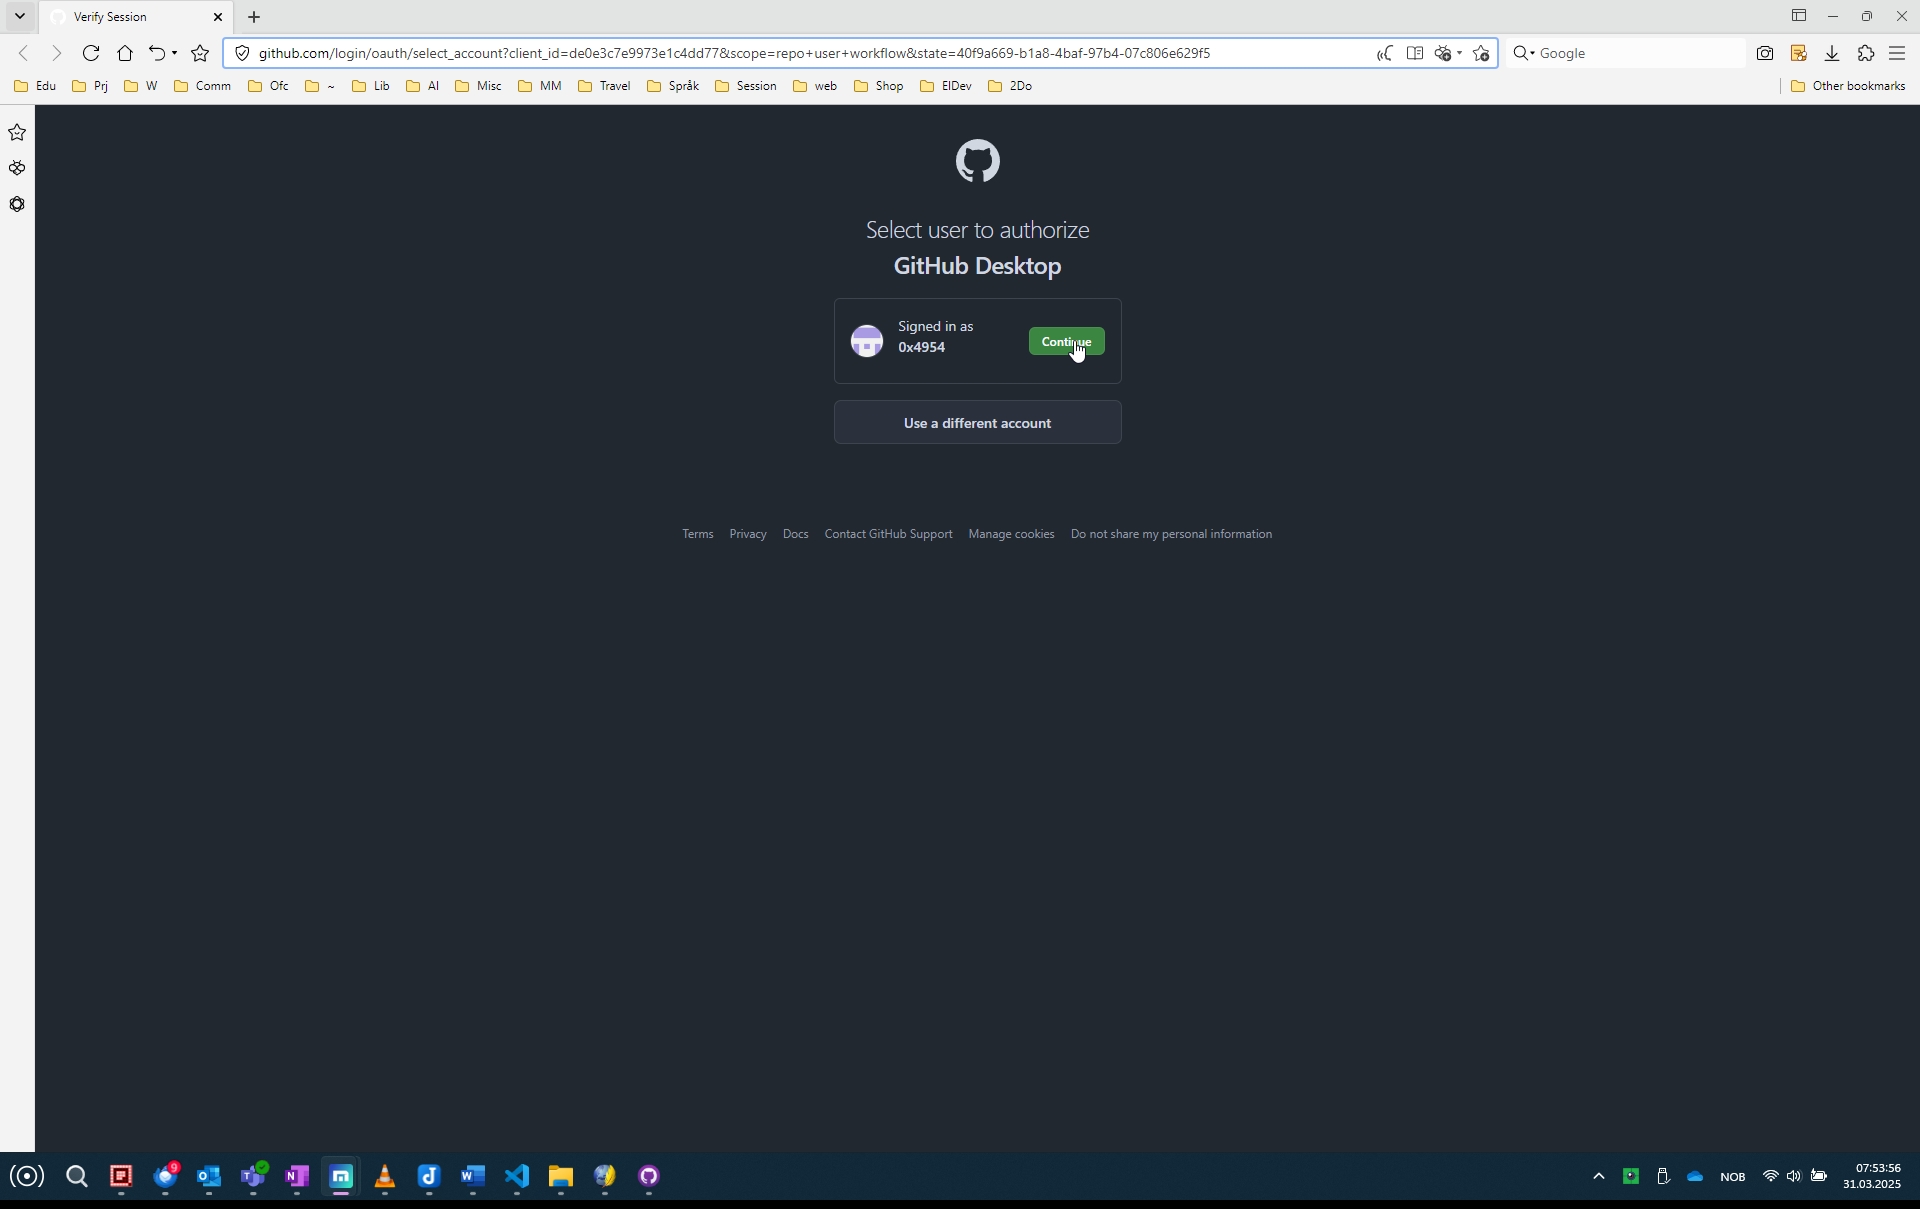 Verify Session
github.com/login/oauth/select_account?client_id=de0e3c7e9973e1c4dd77&scope=repo+user+workflow&state=40f9a669-b1a8-4baf-97b4-07c806e629f5
Google
Edu Prj W Comm Ofc ~ Lib AI Misc MM Travel Språk Session web Shop ElDev 2Do Other bookmarks
Select user to authorize
GitHub Desktop
Signed in as
0x4954
Continue
Use a different account
Terms Privacy Docs Contact GitHub Support Manage cookies Do not share my personal information
9
NOB
07:53:56
31.03.2025